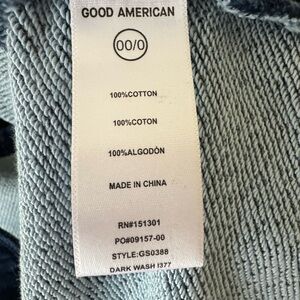 GOOD AMERICAN
00/0
100%COTTON
100%COTON
100%ALGODÓN
MADE IN CHINA
RN#151301
PO#09157-00
STYLE:GS0388
DARK WASH I377